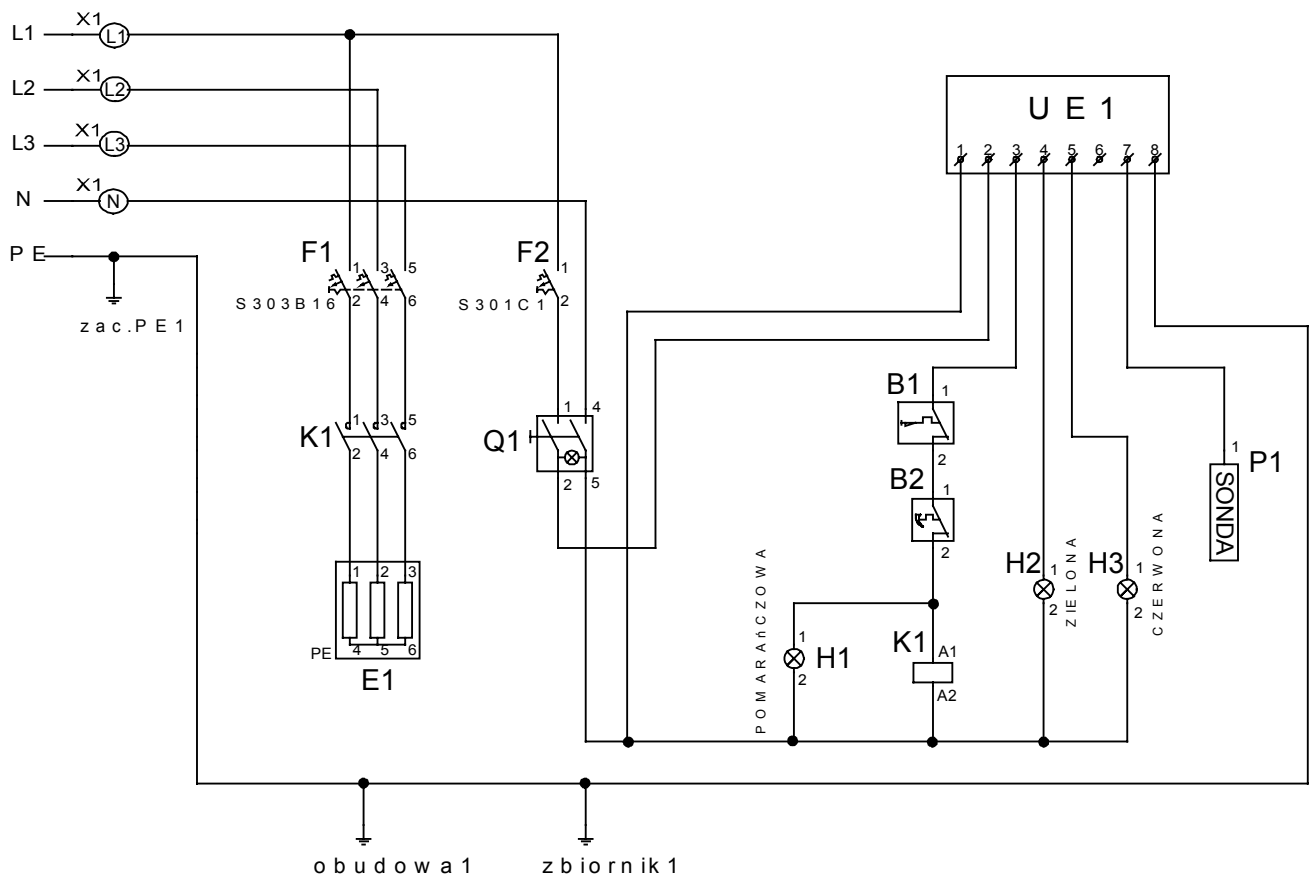 L1 X1 L1
L2 X1 L2
L3 X1 L3
N X1 N
PE
zac.PE1
UE1
1 2 3 4 5 6 7 8
F1
1 3 5
S303B16
2 4 6
F2
1
S301C1
2
K1
1 3 5
2 4 6
Q1
1 4
2 5
B1
1
2
B2
1
2
1
P1
SONDA
1 2 3
PE
4 5 6
E1
POMARAńCZOWA
1
H1
2
K1
A1
A2
H2
1
2
ZIELONA
H3
1
2
CZERWONA
obudowa1
zbiornik1